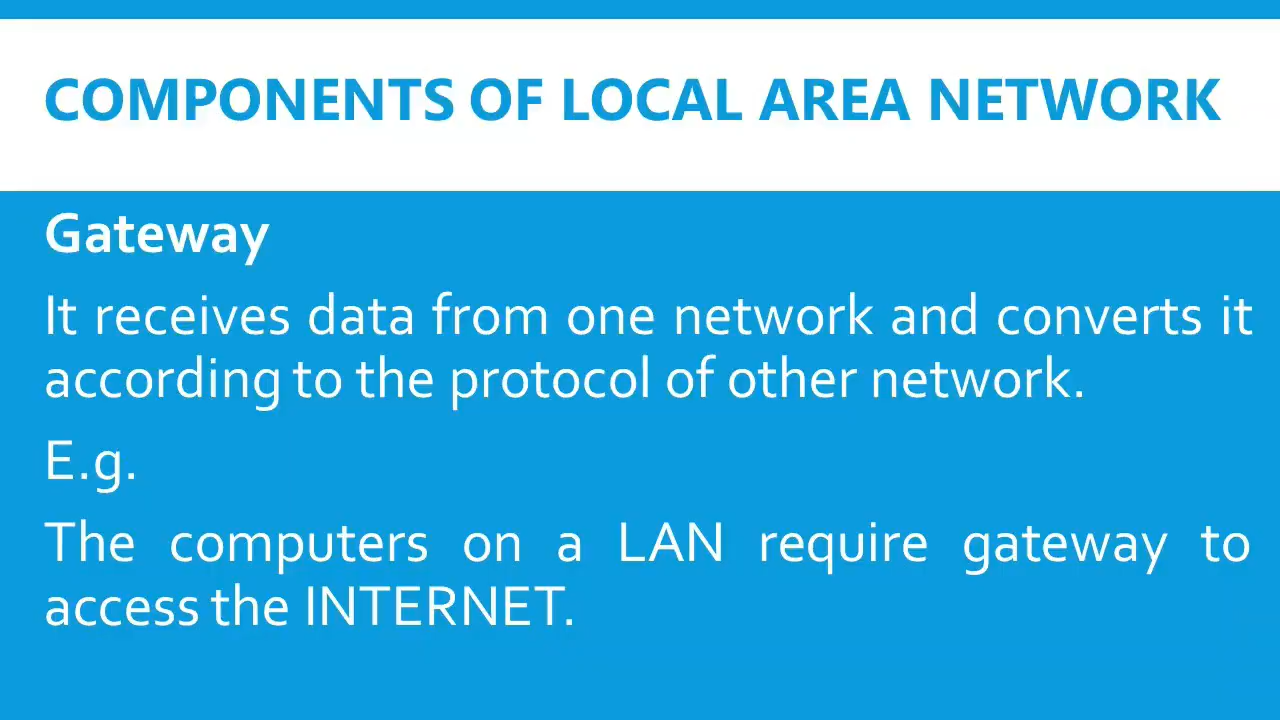 COMPONENTS OF LOCAL AREA NETWORK
Gateway
It receives data from one network and converts it
according to the protocol of other network.
E.g.
The computers on a LAN require gateway to
access the INTERNET.